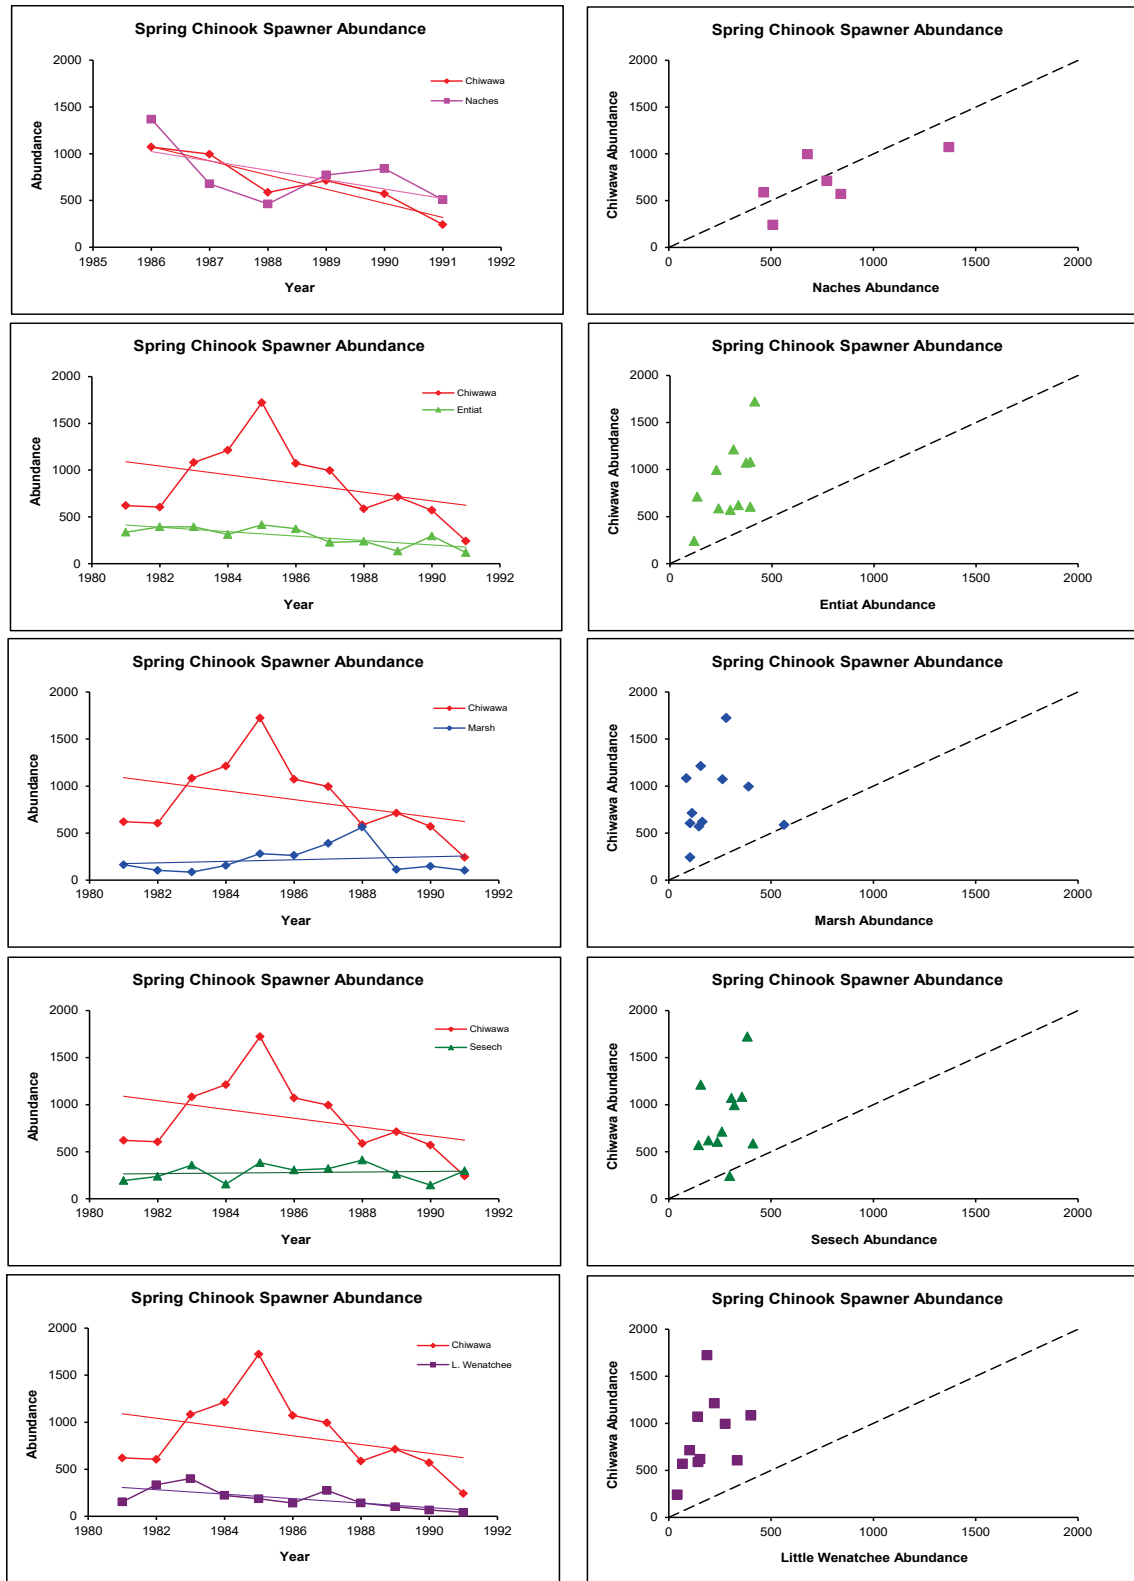 Spring Chinook Spawner Abundance
2000
1500
1000
500
0
Abundance
Chiwawa
Naches
1985 1986 1987 1988 1989 1990 1991 1992
Year
Spring Chinook Spawner Abundance
2000
1500
1000
500
0
Chiwawa Abundance
0 500 1000 1500 2000
Naches Abundance
Spring Chinook Spawner Abundance
2000
1500
1000
500
0
Abundance
Chiwawa
Entiat
1980 1982 1984 1986 1988 1990 1992
Year
Spring Chinook Spawner Abundance
2000
1500
1000
500
0
Chiwawa Abundance
0 500 1000 1500 2000
Entiat Abundance
Spring Chinook Spawner Abundance
2000
1500
1000
500
0
Abundance
Chiwawa
Marsh
1980 1982 1984 1986 1988 1990 1992
Year
Spring Chinook Spawner Abundance
2000
1500
1000
500
0
Chiwawa Abundance
0 500 1000 1500 2000
Marsh Abundance
Spring Chinook Spawner Abundance
2000
1500
1000
500
0
Abundance
Chiwawa
Sesech
1980 1982 1984 1986 1988 1990 1992
Year
Spring Chinook Spawner Abundance
2000
1500
1000
500
0
Chiwawa Abundance
0 500 1000 1500 2000
Sesech Abundance
Spring Chinook Spawner Abundance
2000
1500
1000
500
0
Abundance
Chiwawa
L. Wenatchee
1980 1982 1984 1986 1988 1990 1992
Year
Spring Chinook Spawner Abundance
2000
1500
1000
500
0
Chiwawa Abundance
0 500 1000 1500 2000
Little Wenatchee Abundance